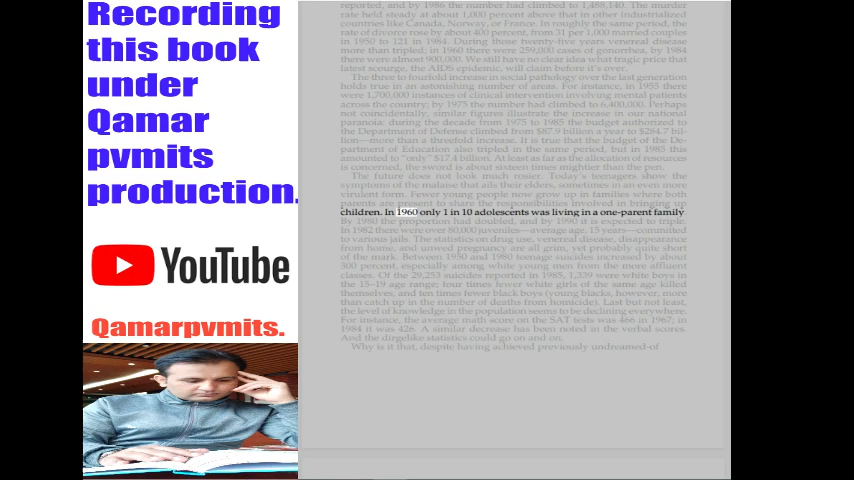 Recording
this book
under
Qamar
pvmits
production.
YouTube
Qamarpvmits.
reported, and by 1986 the number had climbed to 1,488,140. The murder
rate held steady at about 1,000 percent above that in other industrialized
countries like Canada, Norway, or France. In roughly the same period, the
rate of divorce rose by about 400 percent, from 31 per 1,000 married couples
in 1950 to 121 in 1984. During those twenty-five years venereal disease
more than tripled; in 1960 there were 259,000 cases of gonorrhea, by 1984
there were almost 900,000. We still have no clear idea what tragic price that
latest scourge, the AIDS epidemic, will claim before it's over.
The three to fourfold increase in social pathology over the last generation
holds true in an astonishing number of areas. For instance, in 1955 there
were 1,700,000 instances of clinical intervention involving mental patients
across the country; by 1975 the number had climbed to 6,400,000. Perhaps
not coincidentally, similar figures illustrate the increase in our national
paranoia: during the decade from 1975 to 1985 the budget authorized to
the Department of Defense climbed from $87.9 billion a year to $284.7 bil-
lion—more than a threefold increase. It is true that the budget of the De-
partment of Education also tripled in the same period, but in 1985 this
amounted to "only" $17.4 billion. At least as far as the allocation of resources
is concerned, the sword is about sixteen times mightier than the pen.
The future does not look much rosier. Today's teenagers show the
symptoms of the malaise that ails their elders, sometimes in an even more
virulent form. Fewer young people now grow up in families where both
parents are present to share the responsibilities involved in bringing up
children. In 1960 only 1 in 10 adolescents was living in a one-parent family
By 1980 the proportion had doubled, and by 1990 it is expected to triple.
In 1982 there were over 80,000 juveniles—average age, 15 years—committed
to various jails. The statistics on drug use, venereal disease, disappearance
from home, and unwed pregnancy are all grim, yet probably quite short
of the mark. Between 1950 and 1980 teenage suicides increased by about
300 percent, especially among white young men from the more affluent
classes. Of the 29,253 suicides reported in 1985, 1,339 were white boys in
the 15–19 age range; four times fewer white girls of the same age killed
themselves, and ten times fewer black boys (young blacks, however, more
than catch up in the number of deaths from homicide). Last but not least,
the level of knowledge in the population seems to be declining everywhere.
For instance, the average math score on the SAT tests was 466 in 1967; in
1984 it was 426. A similar decrease has been noted in the verbal scores.
And the dirgelike statistics could go on and on.
Why is it that, despite having achieved previously undreamed-of